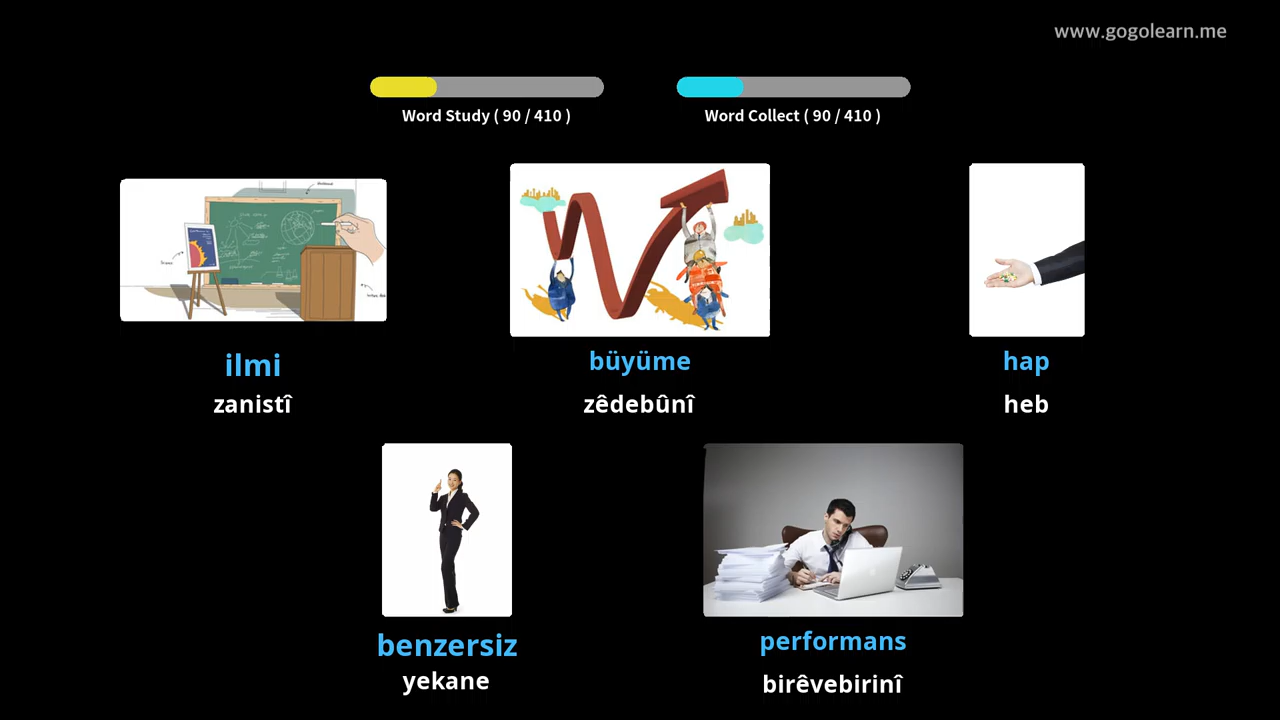 www.gogolearn.me
Word Study ( 90 / 410 )
Word Collect ( 90 / 410 )
ilmi
zanistî
büyüme
zêdebûnî
hap
heb
benzersiz
yekane
performans
birêvebirinî